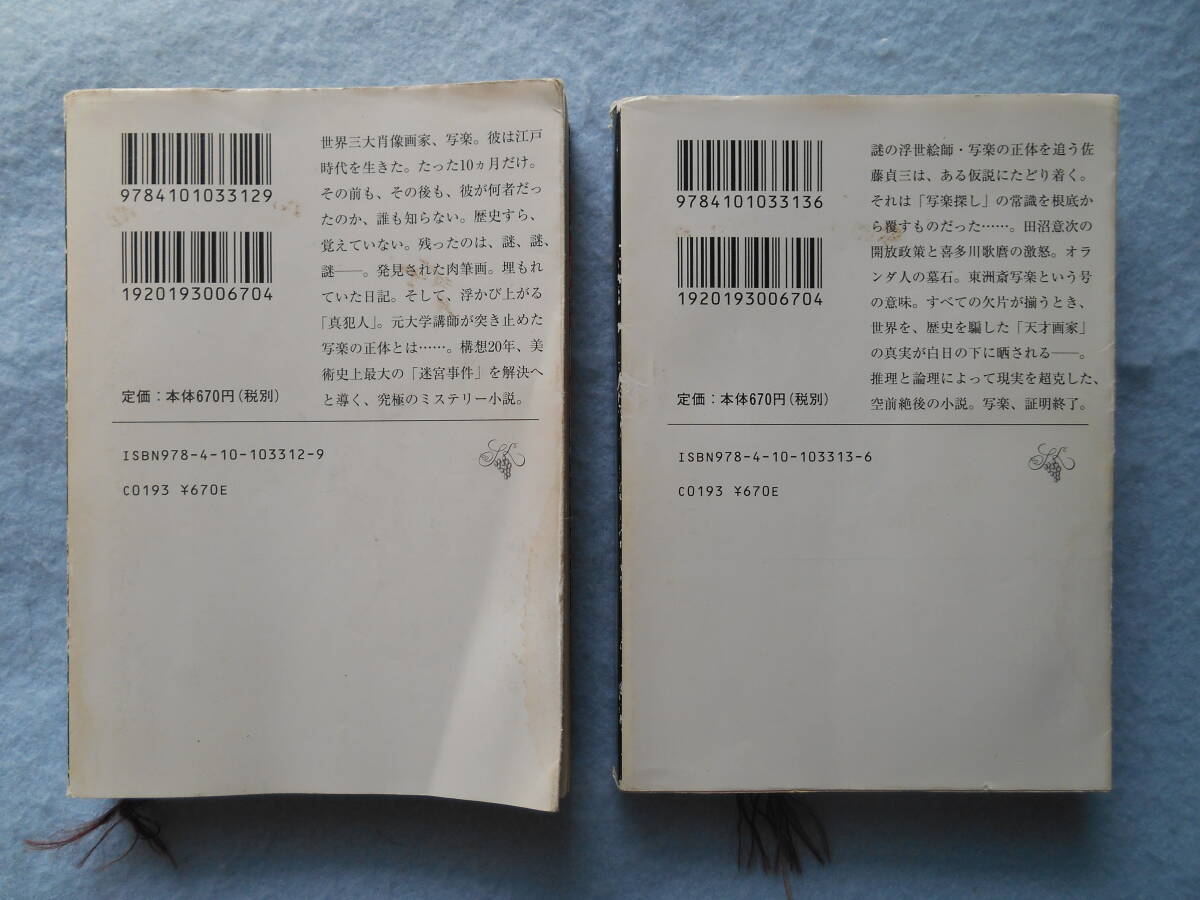 9784101033129
1920193006704
定価：本体670円（税別）
世界三大肖像画家、写楽。彼は江戸
時代を生きた。たった10ヵ月だけ。
その前も、その後も、彼が何者だっ
たのか、誰も知らない。歴史すら、
覚えていない。残ったのは、謎、謎、
謎――。発見された肉筆画。埋もれ
ていた日記。そして、浮かび上がる
「真犯人」。元大学講師が突き止めた
写楽の正体とは……。構想20年、美
術史上最大の「迷宮事件」を解決へ
と導く、究極のミステリー小説。
ISBN978-4-10-103312-9
C0193 ¥670E
9784101033136
1920193006704
定価：本体670円（税別）
謎の浮世絵師・写楽の正体を追う佐
藤貞三は、ある仮説にたどり着く。
それは「写楽探し」の常識を根底か
ら覆すものだった……。田沼意次の
開放政策と喜多川歌麿の激怒。オラ
ンダ人の墓石。東洲斎写楽という号
の意味。すべての欠片が揃うとき、
世界を、歴史を騙した「天才画家」
の真実が白日の下に晒される――。
推理と論理によって現実を超克した、
空前絶後の小説。写楽、証明終了。
ISBN978-4-10-103313-6
C0193 ¥670E